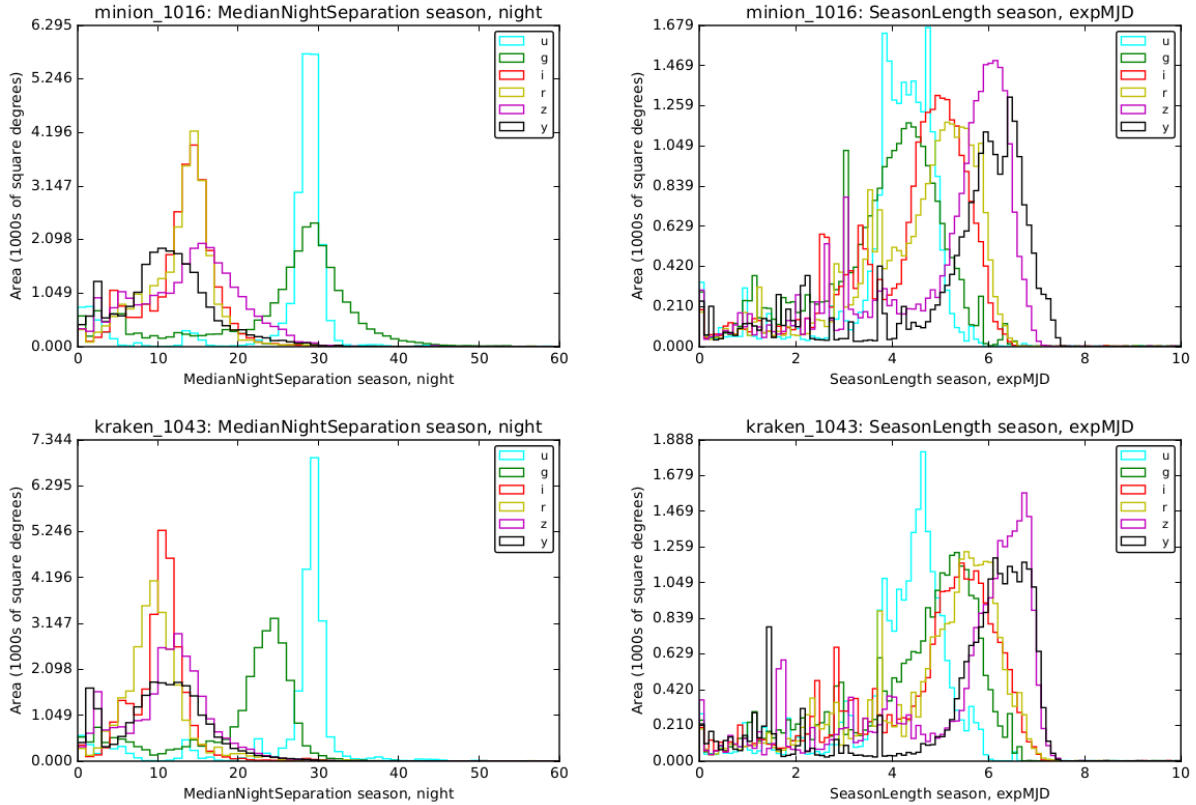 minion_1016: MedianNightSeparation season, night
6.295
5.246
4.196
3.147
2.098
1.049
0.000
Area (1000s of square degrees)
0 10 20 30 40 50 60
MedianNightSeparation season, night
u
g
i
r
z
y
minion_1016: SeasonLength season, expMJD
1.679
1.469
1.259
1.049
0.839
0.629
0.420
0.210
0.000
Area (1000s of square degrees)
0 2 4 6 8 10
SeasonLength season, expMJD
u
g
i
r
z
y
kraken_1043: MedianNightSeparation season, night
7.344
6.295
5.246
4.196
3.147
2.098
1.049
0.000
Area (1000s of square degrees)
0 10 20 30 40 50 60
MedianNightSeparation season, night
u
g
i
r
z
y
kraken_1043: SeasonLength season, expMJD
1.888
1.679
1.469
1.259
1.049
0.839
0.629
0.420
0.210
0.000
Area (1000s of square degrees)
0 2 4 6 8 10
SeasonLength season, expMJD
u
g
i
r
z
y